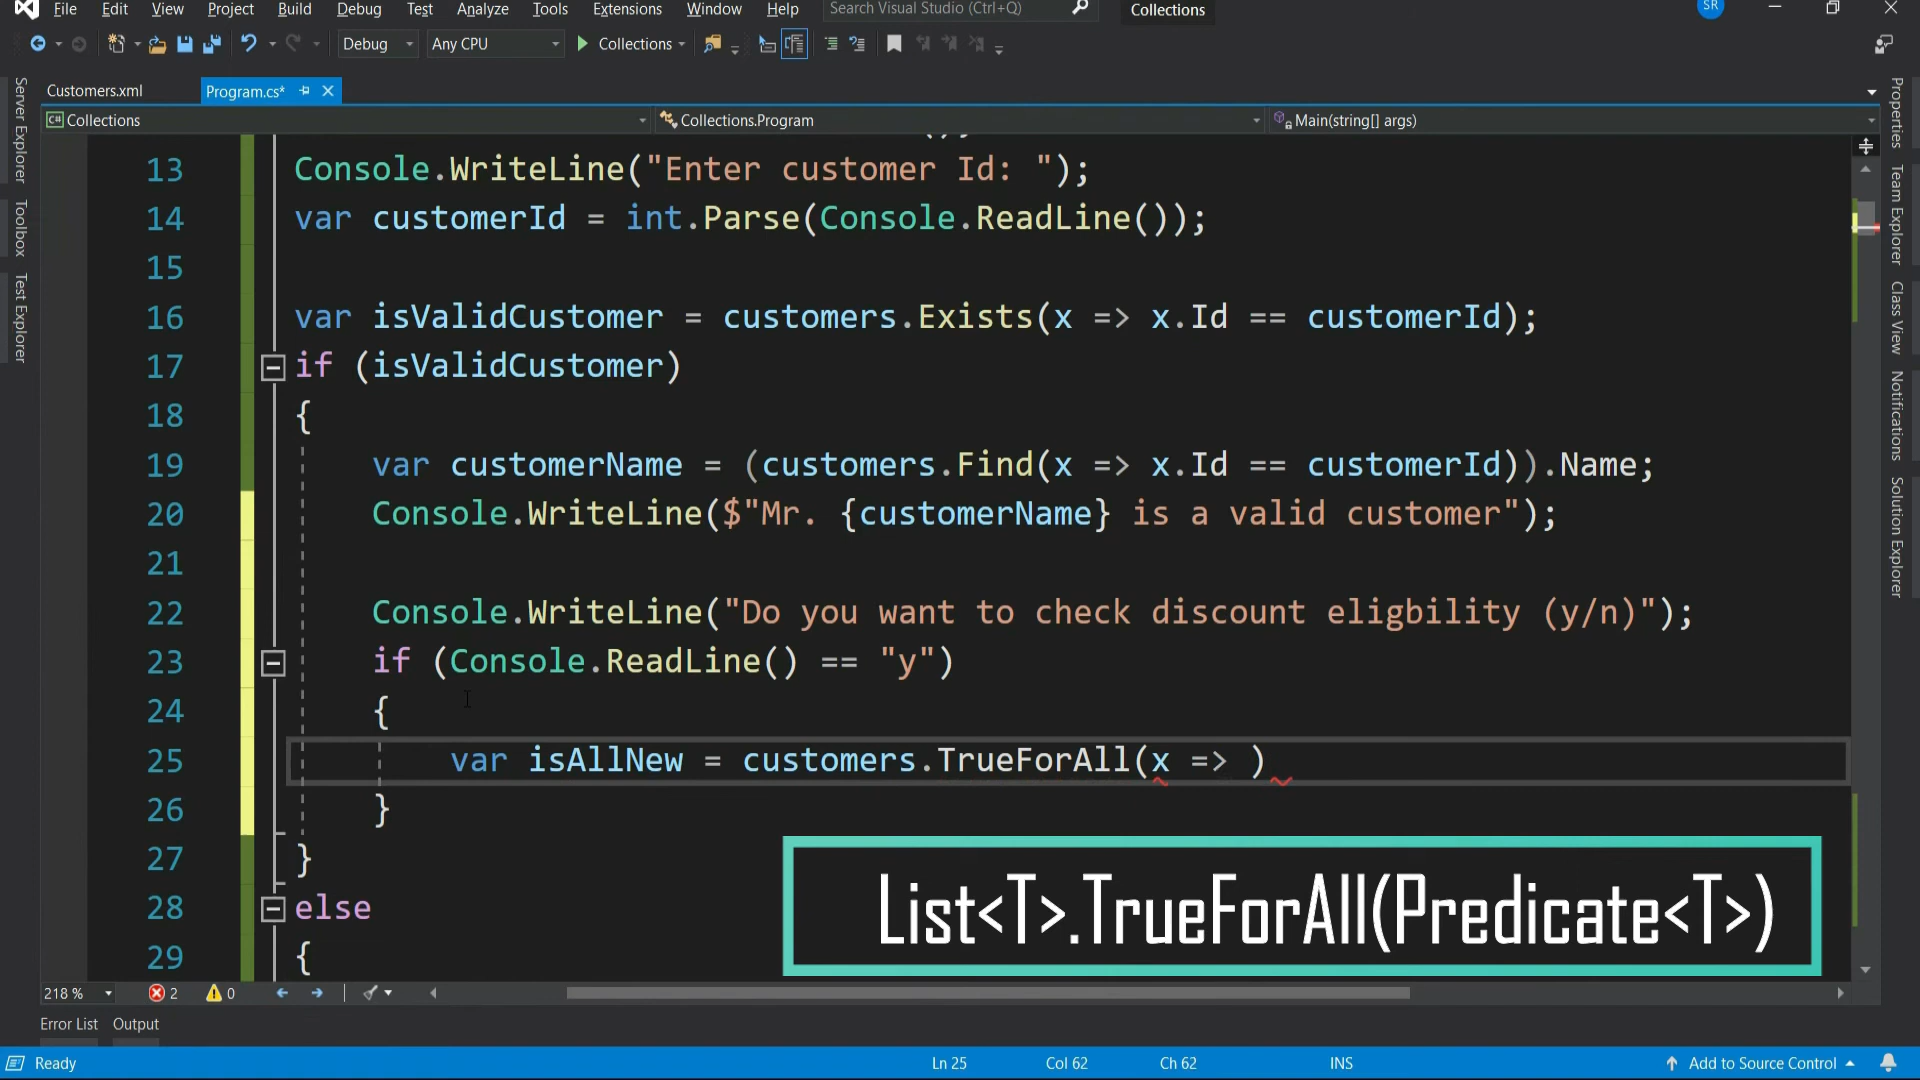 File Edit View Project Build Debug Test Analyze Tools Extensions Window Help Search Visual Studio (Ctrl+Q) Collections SR
Debug Any CPU Collections
Customers.xml Program.cs*
Collections Collections.Program Main(string[] args)
13 Console.WriteLine("Enter customer Id: ");
14 var customerId = int.Parse(Console.ReadLine());
15
16 var isValidCustomer = customers.Exists(x => x.Id == customerId);
17 if (isValidCustomer)
18 {
19 var customerName = (customers.Find(x => x.Id == customerId)).Name;
20 Console.WriteLine($"Mr. {customerName} is a valid customer");
21
22 Console.WriteLine("Do you want to check discount eligbility (y/n)");
23 if (Console.ReadLine() == "y")
24 {
25 var isAllNew = customers.TrueForAll(x => )
26 }
27 }
28 else
29 {
List<T>.TrueForAll(Predicate<T>)
218 % 2 0
Error List Output
Ready Ln 25 Col 62 Ch 62 INS Add to Source Control
Server Explorer
Toolbox
Test Explorer
Properties
Team Explorer
Class View
Notifications
Solution Explorer